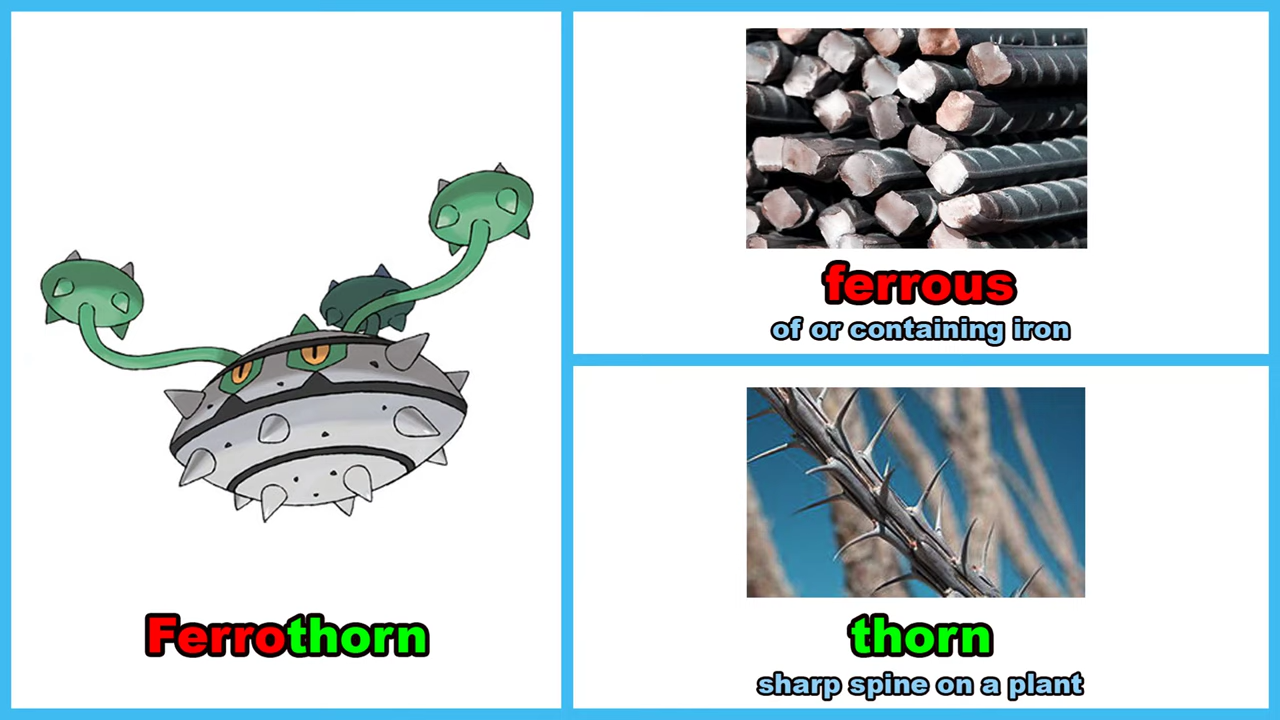 Ferrothorn
ferrous
of or containing iron
thorn
sharp spine on a plant